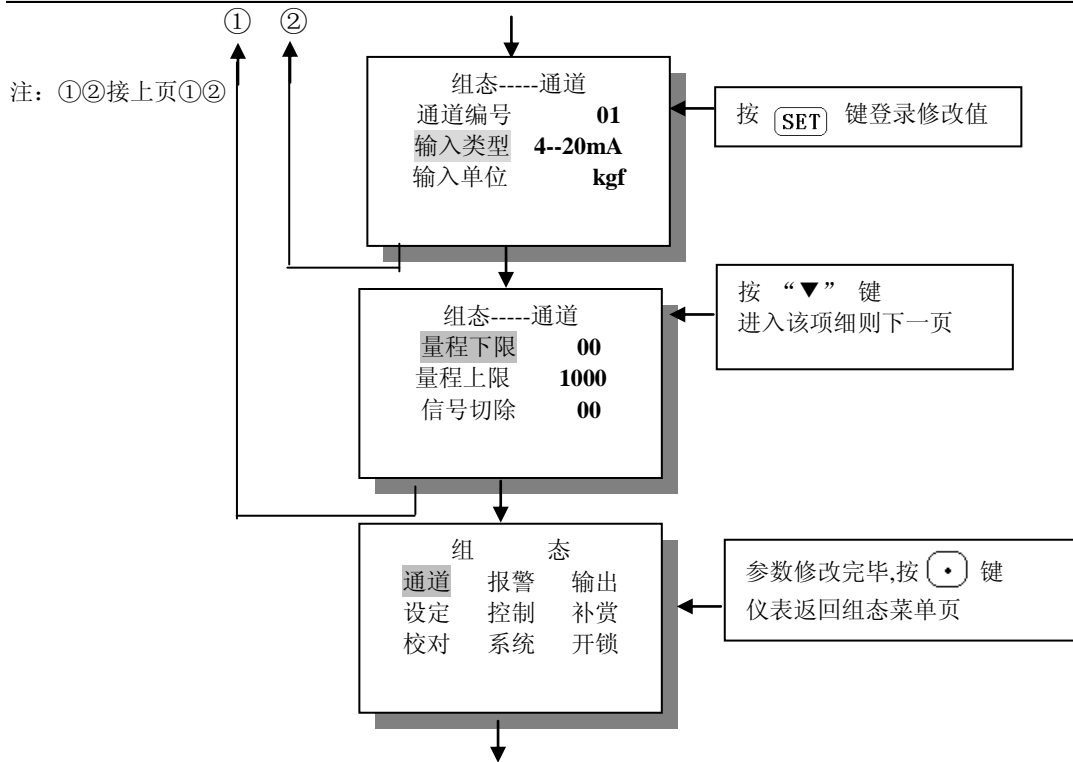 ① ②
注：①②接上页①②
组态-----通道
通道编号 01
输入类型 4--20mA
输入单位 kgf
按 SET 键登录修改值
组态-----通道
量程下限 00
量程上限 1000
信号切除 00
按 “▼” 键
进入该项细则下一页
组 态
通道 报警 输出
设定 控制 补赏
校对 系统 开锁
参数修改完毕,按 · 键
仪表返回组态菜单页